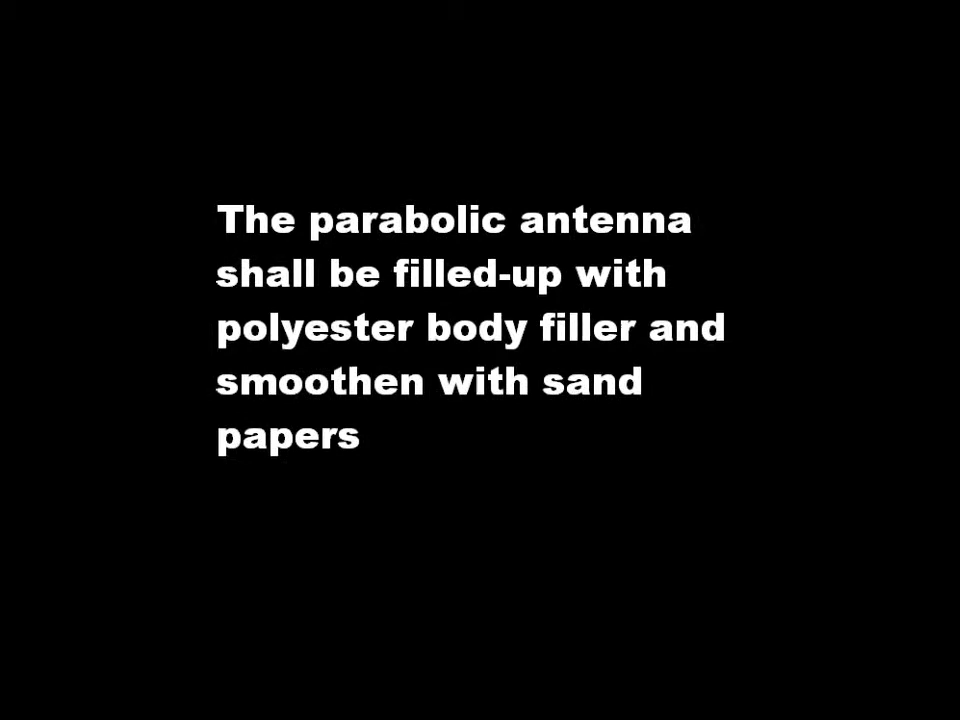 The parabolic antenna
shall be filled-up with
polyester body filler and
smoothen with sand
papers